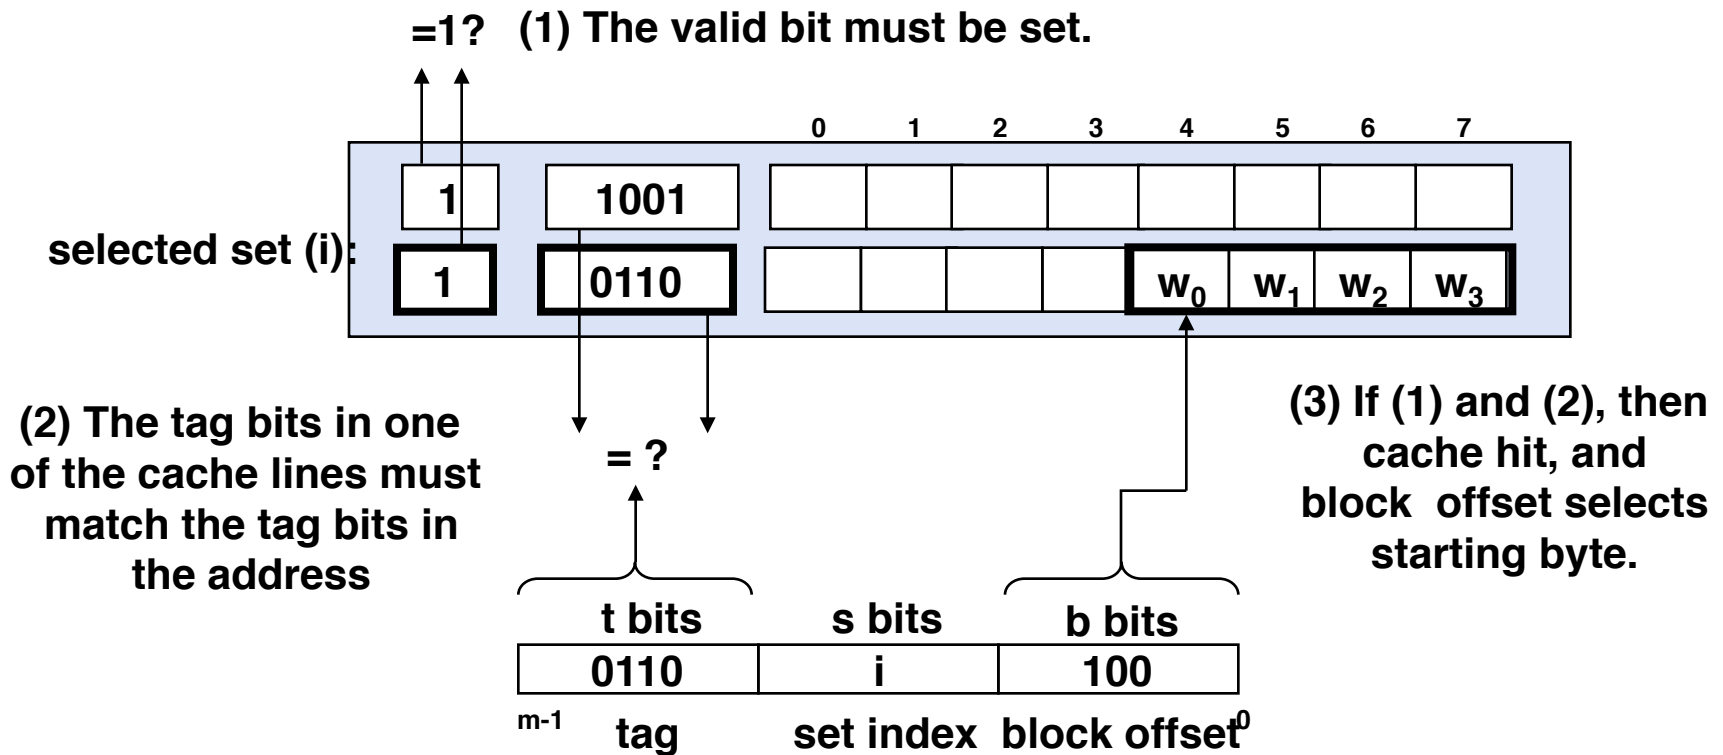 =1? (1) The valid bit must be set.
0 1 2 3 4 5 6 7
1 1001
selected set (i):
1 0110 w0 w1 w2 w3
(2) The tag bits in one
of the cache lines must
match the tag bits in
the address
= ?
(3) If (1) and (2), then
cache hit, and
block offset selects
starting byte.
t bits s bits b bits
0110 i 100
m-1 tag set index block offset 0